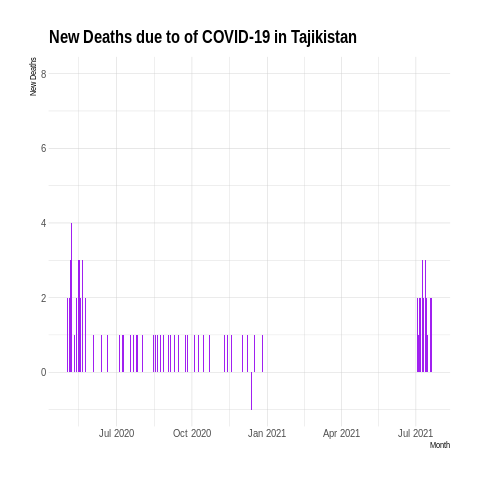 New Deaths due to of COVID-19 in Tajikistan
New Deaths
8
6
4
2
0
Jul 2020 Oct 2020 Jan 2021 Apr 2021 Jul 2021
Month